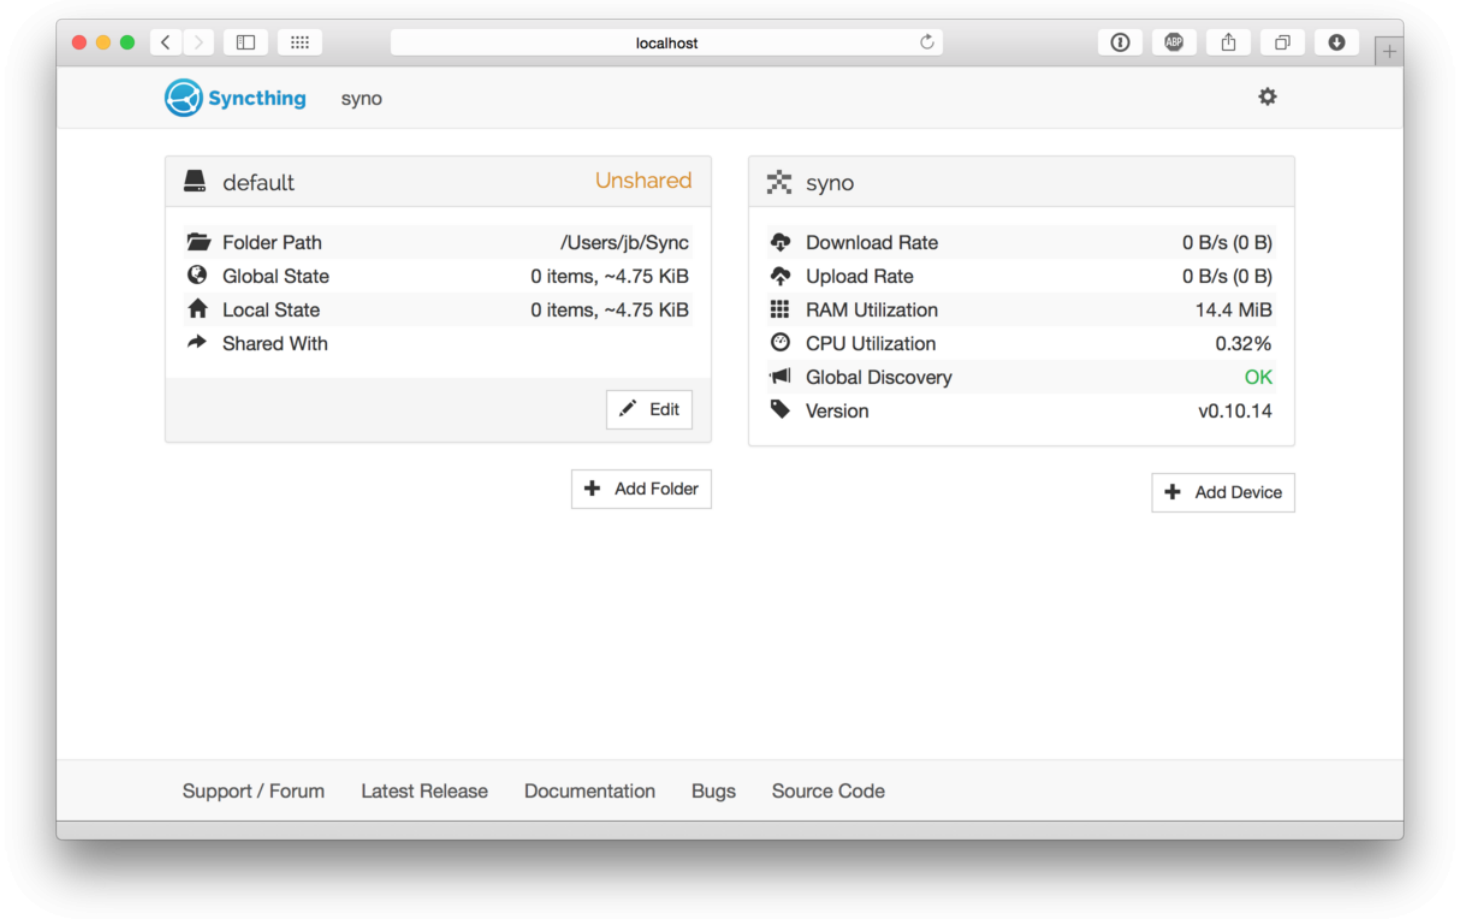 localhost
ABP
Syncthing syno
default Unshared
Folder Path /Users/jb/Sync
Global State 0 items, ~4.75 KiB
Local State 0 items, ~4.75 KiB
Shared With
Edit
Add Folder
syno
Download Rate 0 B/s (0 B)
Upload Rate 0 B/s (0 B)
RAM Utilization 14.4 MiB
CPU Utilization 0.32%
Global Discovery OK
Version v0.10.14
Add Device
Support / Forum Latest Release Documentation Bugs Source Code